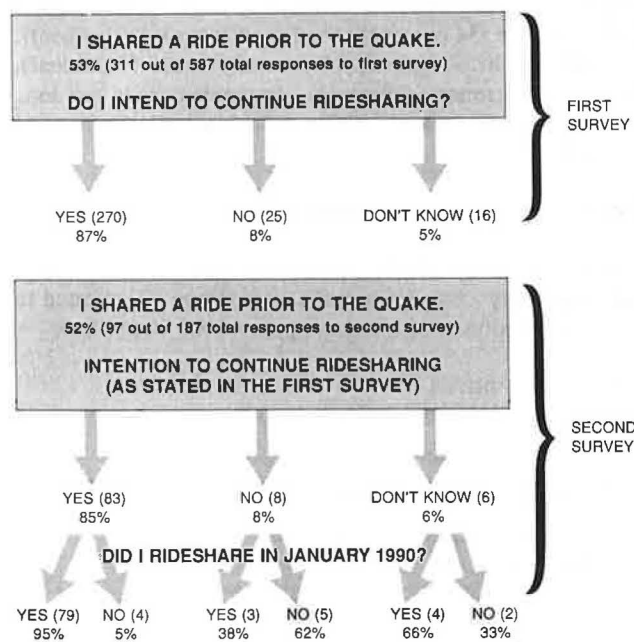 I SHARED A RIDE PRIOR TO THE QUAKE.
53% (311 out of 587 total responses to first survey)
DO I INTEND TO CONTINUE RIDESHARING?
FIRST
SURVEY
YES (270)
87%
NO (25)
8%
DON'T KNOW (16)
5%
I SHARED A RIDE PRIOR TO THE QUAKE.
52% (97 out of 187 total responses to second survey)
INTENTION TO CONTINUE RIDESHARING
(AS STATED IN THE FIRST SURVEY)
SECOND
SURVEY
YES (83)
85%
NO (8)
8%
DON'T KNOW (6)
6%
DID I RIDESHARE IN JANUARY 1990?
YES (79)
95%
NO (4)
5%
YES (3)
38%
NO (5)
62%
YES (4)
66%
NO (2)
33%